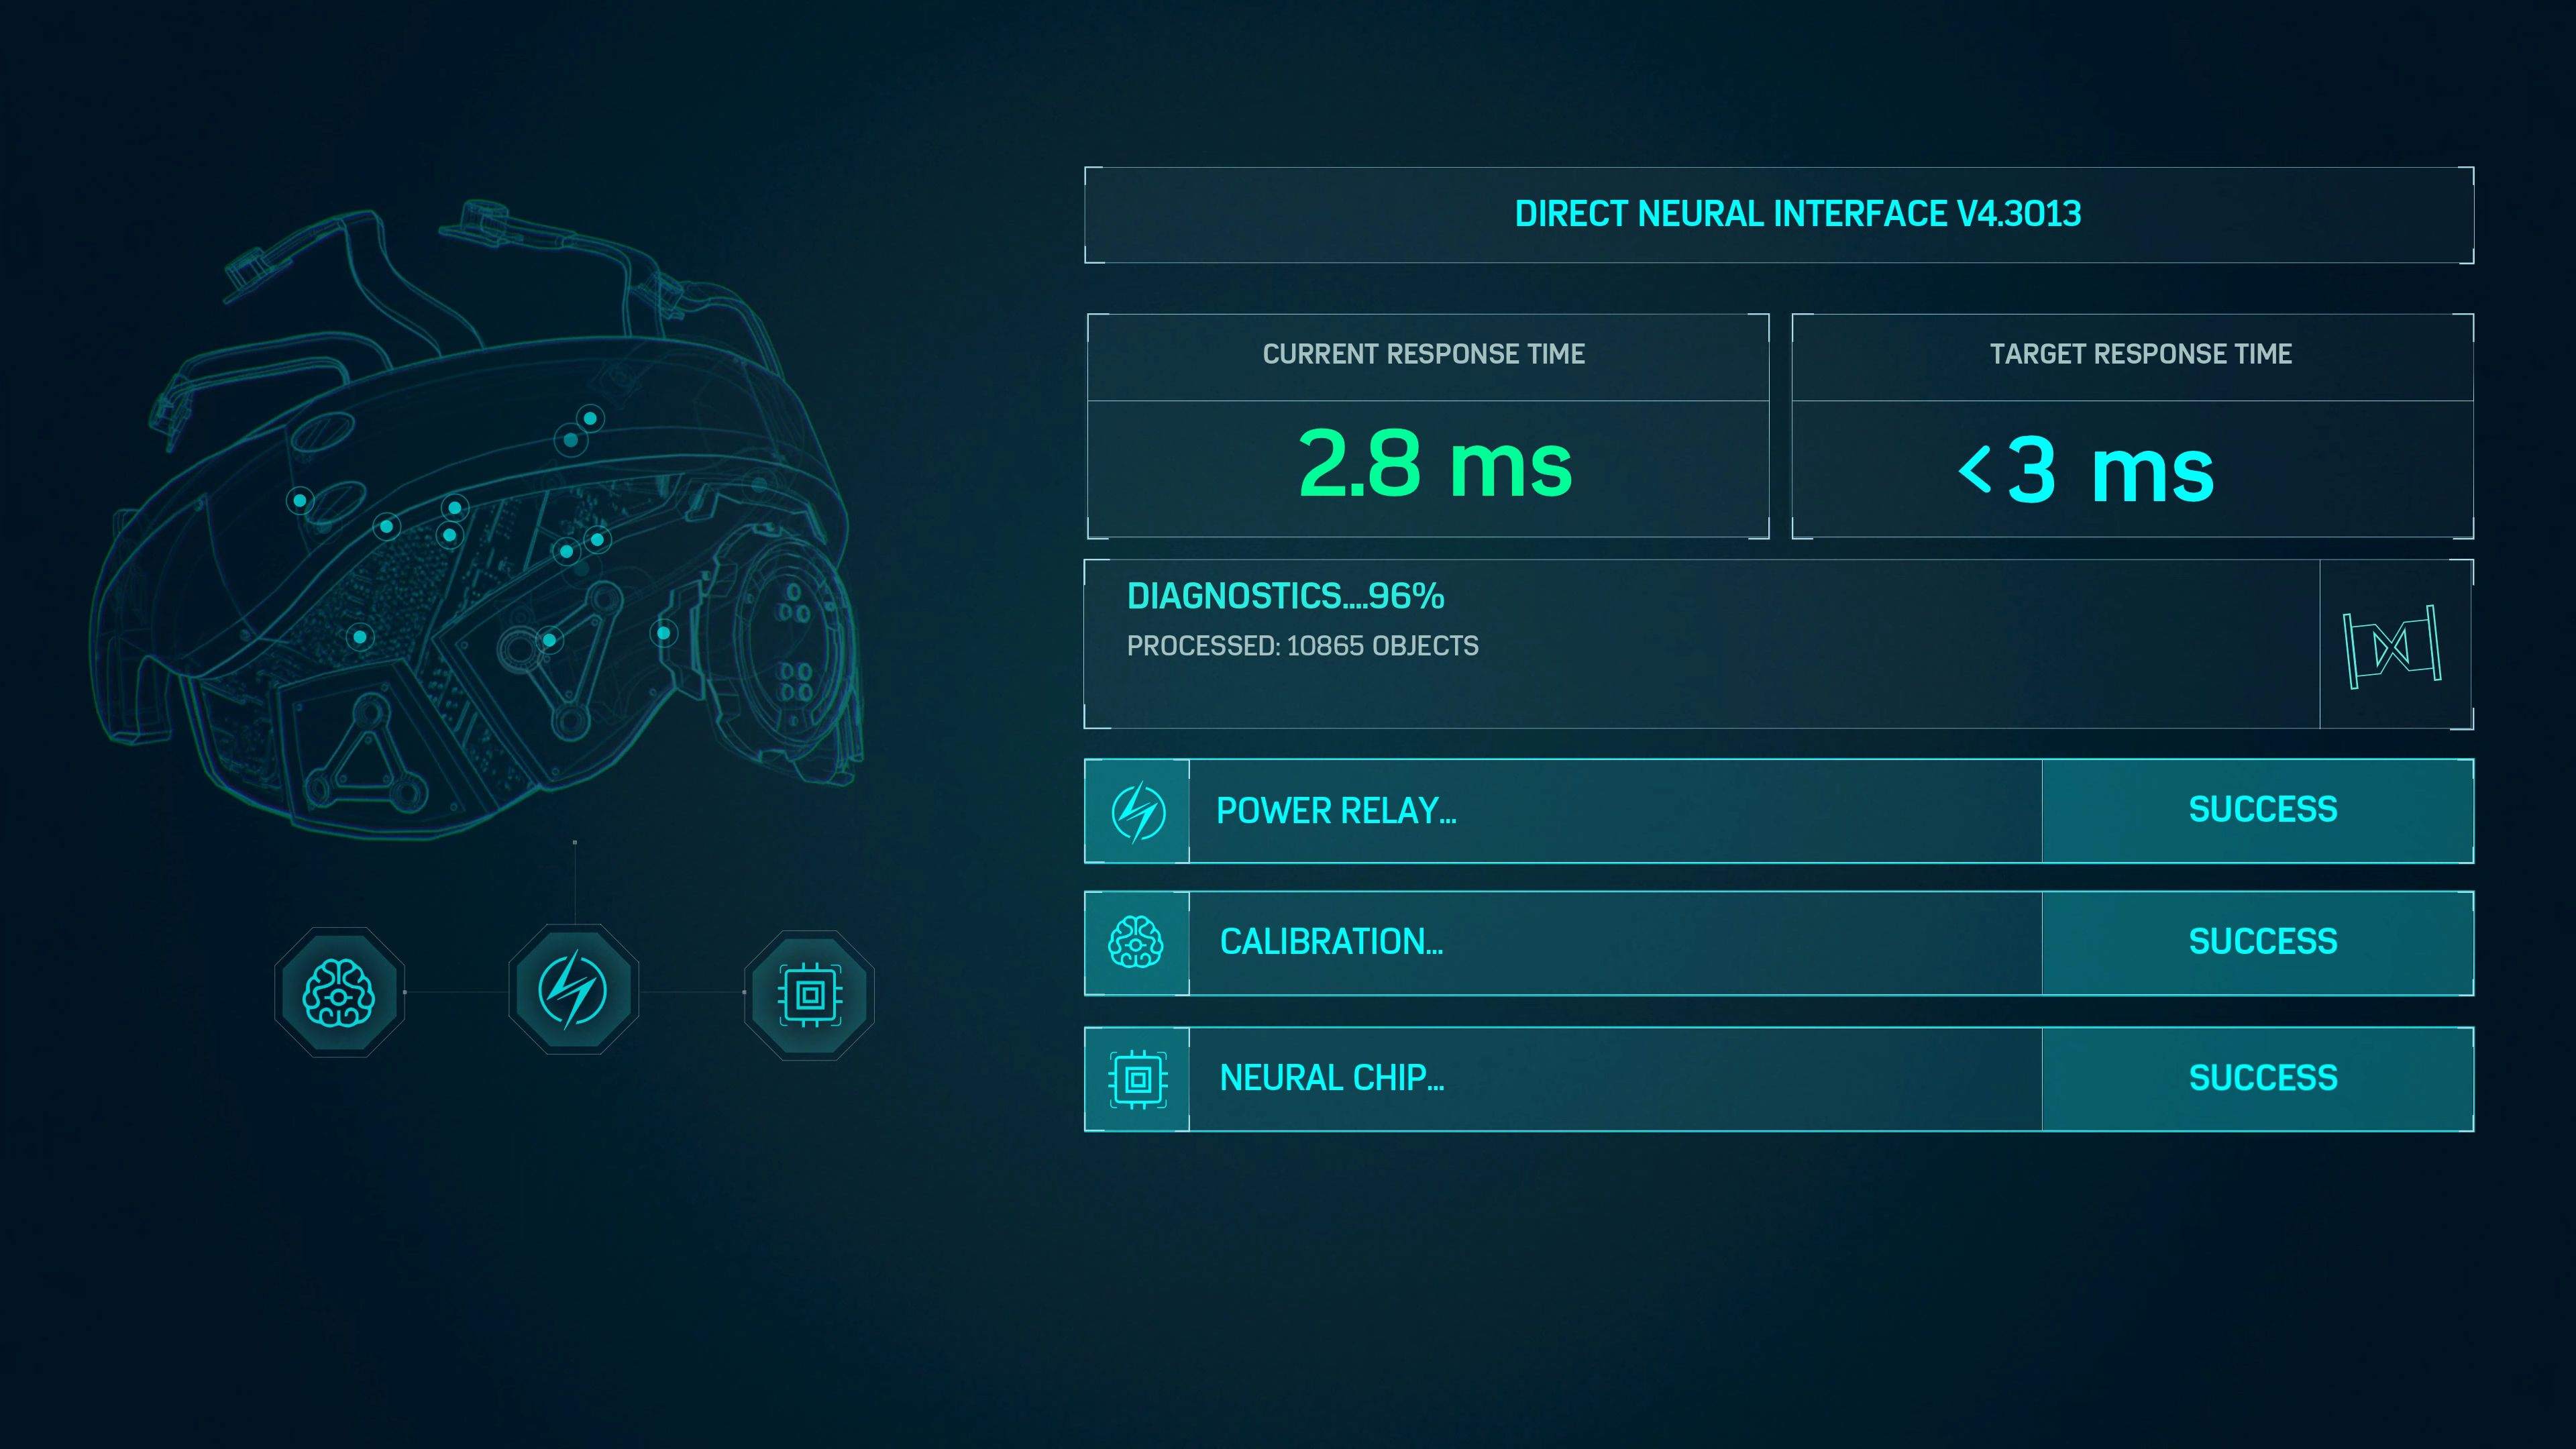 DIRECT NEURAL INTERFACE V4.3013
CURRENT RESPONSE TIME
2.8 ms
TARGET RESPONSE TIME
<3 ms
DIAGNOSTICS....96%
PROCESSED: 10865 OBJECTS
POWER RELAY...
SUCCESS
CALIBRATION...
SUCCESS
NEURAL CHIP...
SUCCESS